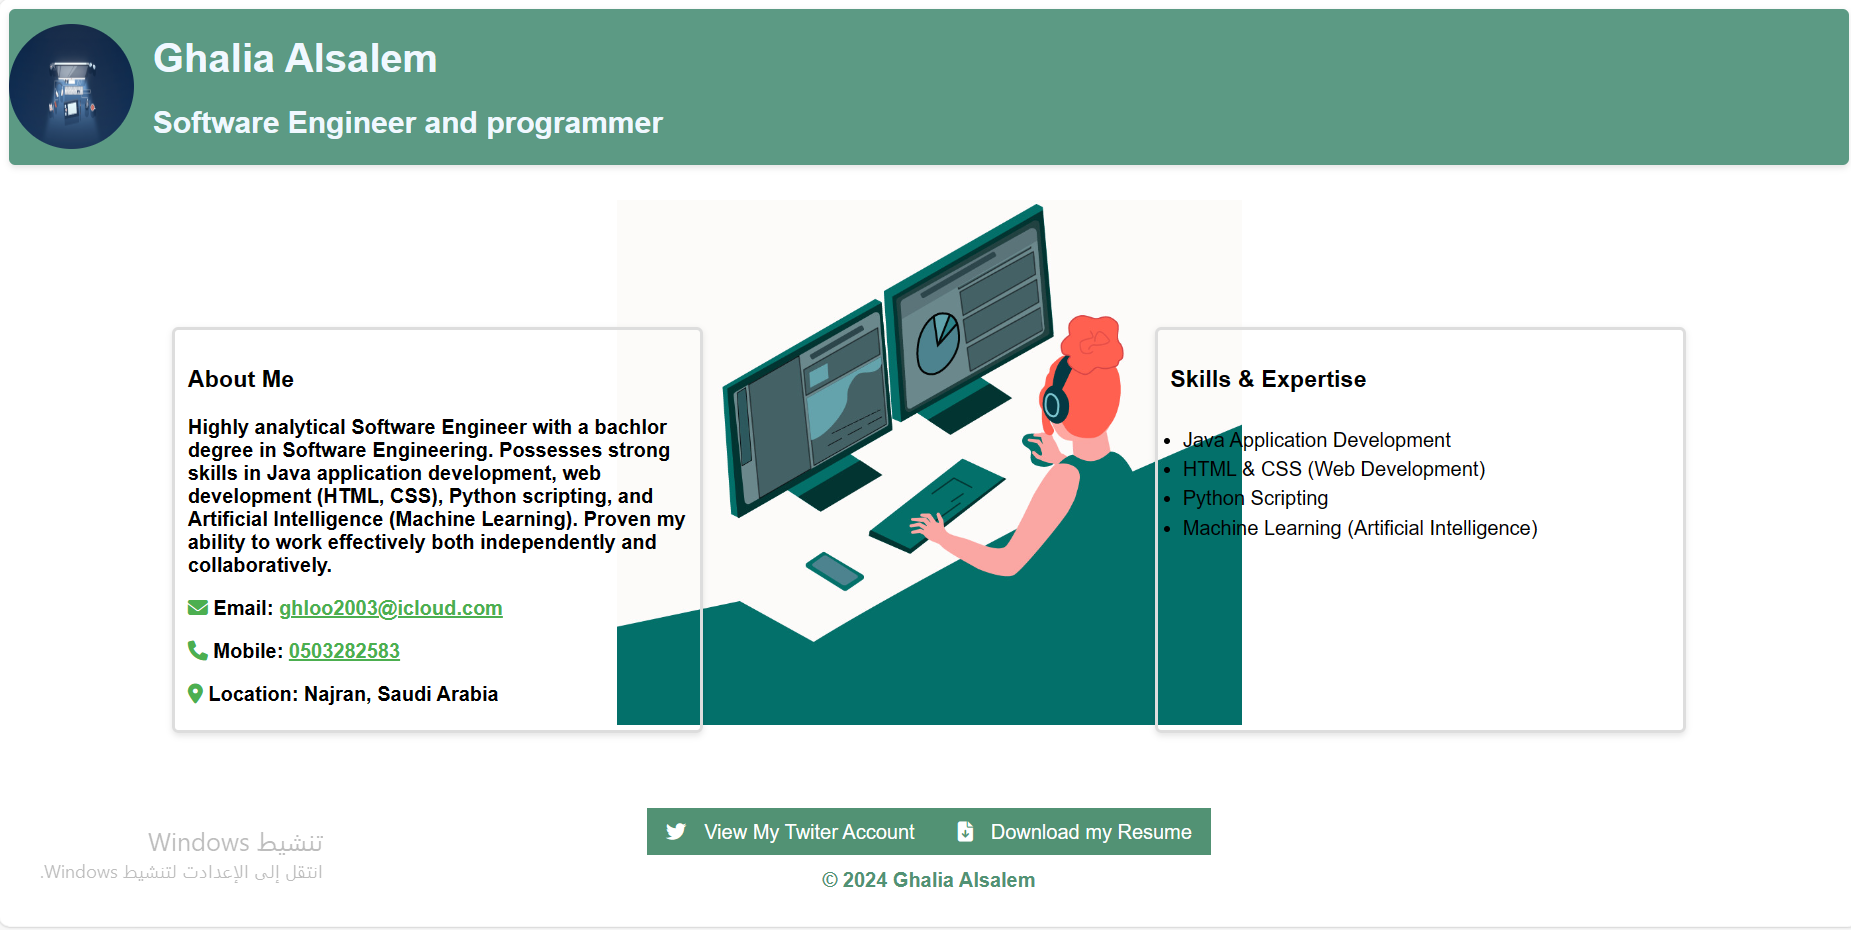 Ghalia Alsalem
Software Engineer and programmer
About Me
Highly analytical Software Engineer with a bachlor
degree in Software Engineering. Possesses strong
skills in Java application development, web
development (HTML, CSS), Python scripting, and
Artificial Intelligence (Machine Learning). Proven my
ability to work effectively both independently and
collaboratively.
Email: ghloo2003@icloud.com
Mobile: 0503282583
Location: Najran, Saudi Arabia
Skills & Expertise
• Java Application Development
• HTML & CSS (Web Development)
• Python Scripting
• Machine Learning (Artificial Intelligence)
View My Twiter Account
Download my Resume
© 2024 Ghalia Alsalem
تنشيط Windows
انتقل إلى الإعدادت لتنشيط Windows.